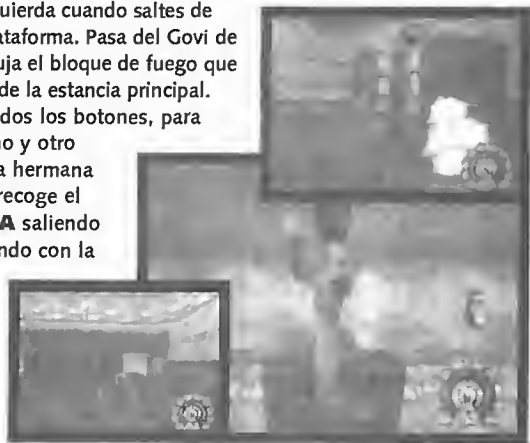 uierda cuando saltes de
ataforma. Pasa del Govi de
uja el bloque de fuego que
de la estancia principal.
dos los botones, para
no y otro
a hermana
recoge el
A saliendo
ndo con la